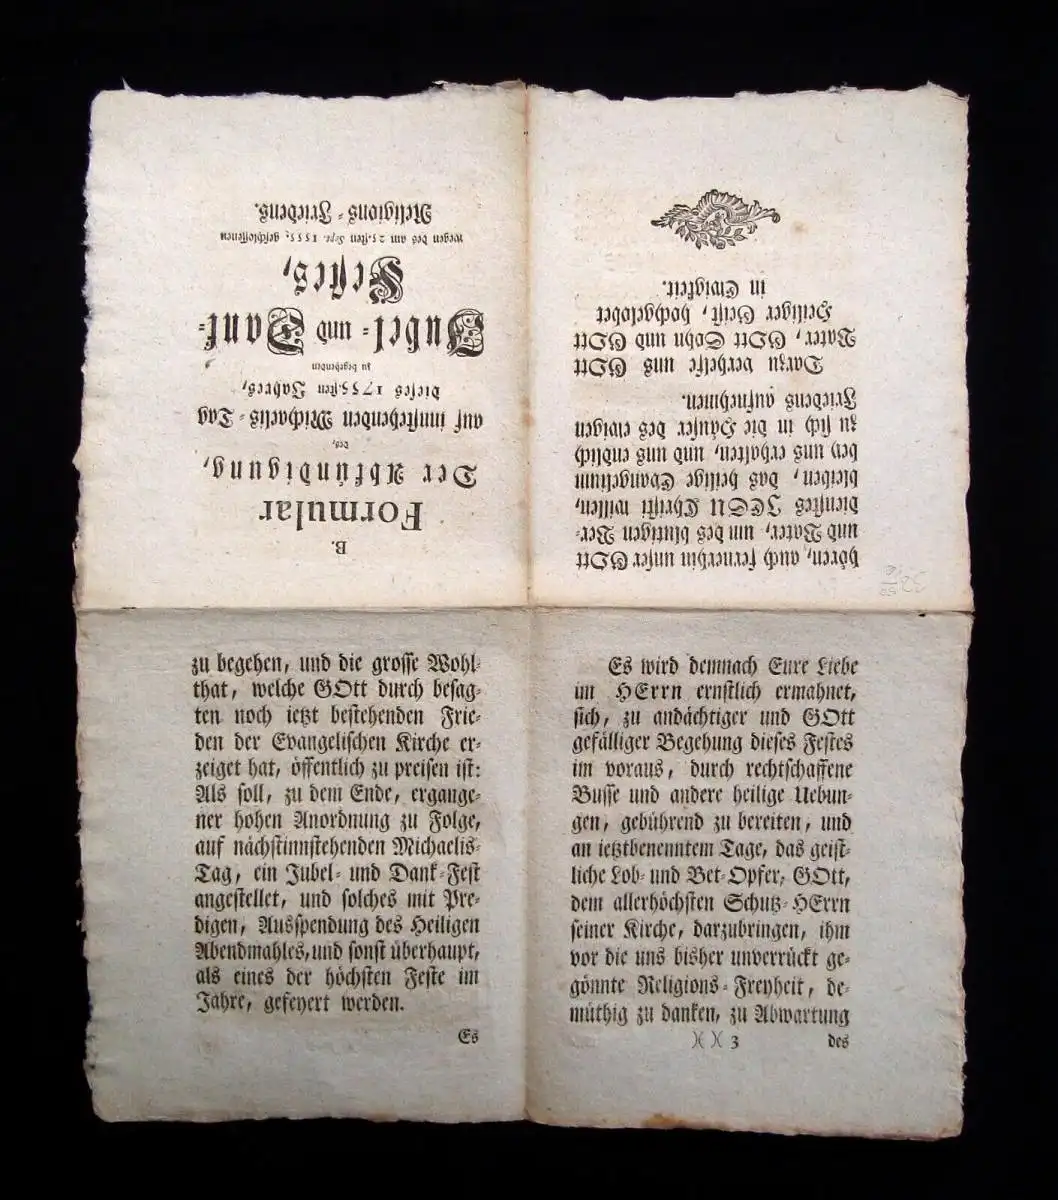 B.
Formular
Der Abkündigung,
des,
auf innstehenden Michaelis-Tag
dieses 1755.sten Jahres,
zu begehenden
Jubel- und Dank-
Festes,
wegen des am 25.sten Sept. 1555. geschlossenen
Religions-Friedens.
zu begehen, und die grosse Wohl-
that, welche GOtt durch besag-
ten noch ietzt bestehenden Frie-
den der Evangelischen Kirche er-
zeiget hat, öffentlich zu preisen ist:
Als soll, zu dem Ende, ergange-
ner hohen Anordnung zu Folge,
auf nächstinnstehenden Michaelis-
Tag, ein Jubel- und Dank-Fest
angestellet, und solches mit Pre-
digen, Ausspendung des Heiligen
Abendmahles, und sonst überhaupt,
als eines der höchsten Feste im
Jahre, gefeyert werden.
Es
Es wird demnach Eure Liebe
im HErrn ernstlich ermahnet,
sich, zu andächtiger und GOtt
gefälliger Begehung dieses Festes
im voraus, durch rechtschaffene
Busse und andere heilige Uebun-
gen, gebührend zu bereiten, und
an ietztbenenntem Tage, das geist-
liche Lob- und Bet-Opfer, GOtt,
dem allerhöchsten Schutz-HErrn
seiner Kirche, darzubringen, ihm
vor die uns bisher unverrückt ge-
gönnte Religions-Freyheit, de-
müthig zu danken, zu Abwartung
)( )( 3 des
hören, auch fernerhin unser GOtt
und Vater, um des blutigen Ver-
dienstes JESU Christi willen,
bleiben, das heilige Evangelium
bey uns erhalten, und uns endlich
zu sich in die Häuser des ewigen
Friedens aufnehmen.
Darzu verhelfe uns GOtt
Vater, GOtt Sohn und GOtt
Heiliger Geist, hochgelobet
in Ewigkeit.